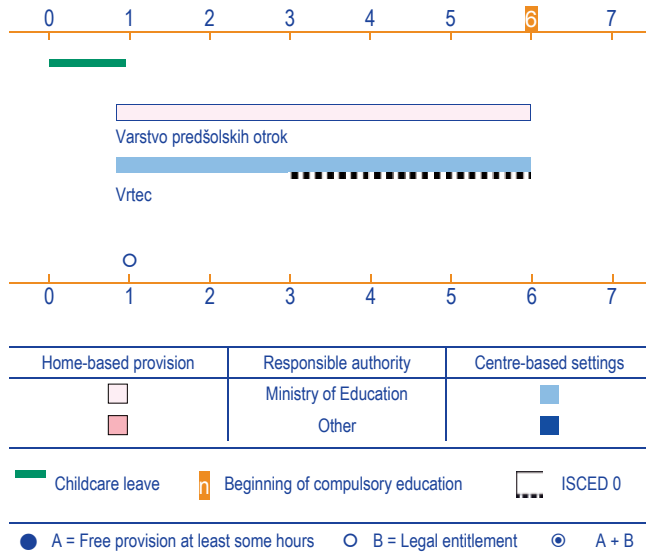 0 1 2 3 4 5 6 7
Varstvo predšolskih otrok
Vrtec
0 1 2 3 4 5 6 7
Home-based provision Responsible authority Centre-based settings
Ministry of Education
Other
Childcare leave n Beginning of compulsory education ISCED 0
A = Free provision at least some hours B = Legal entitlement A + B